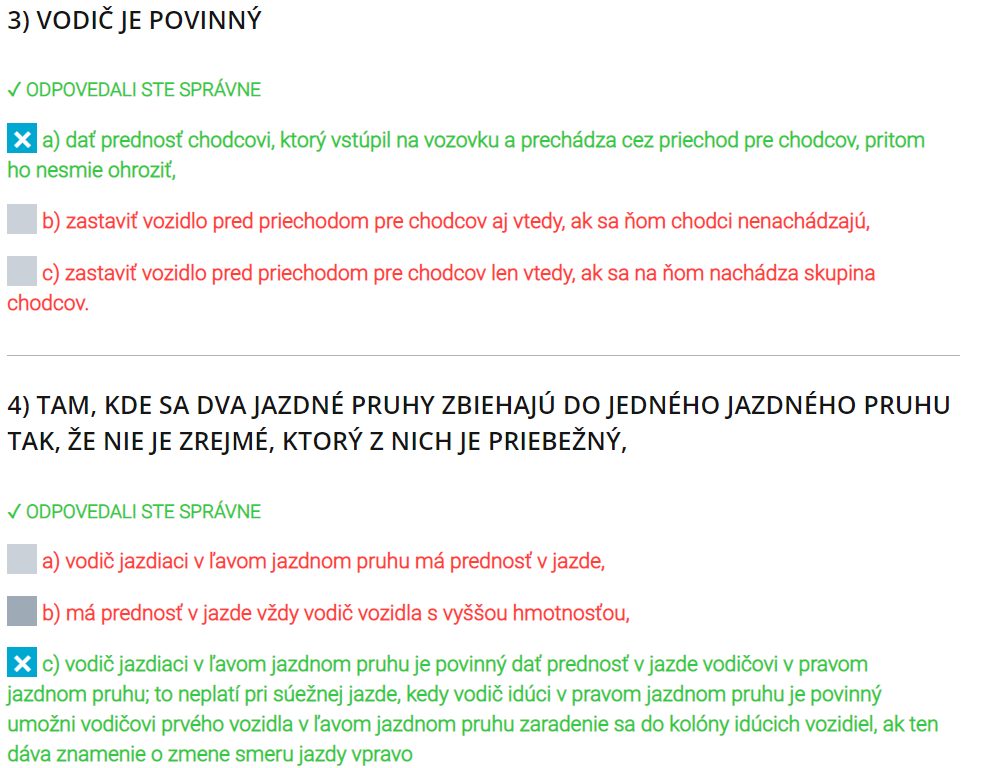 3) VODIČ JE POVINNÝ
✓ ODPOVEDALI STE SPRÁVNE
a) dať prednosť chodcovi, ktorý vstúpil na vozovku a prechádza cez priechod pre chodcov, pritom
ho nesmie ohroziť,
b) zastaviť vozidlo pred priechodom pre chodcov aj vtedy, ak sa ňom chodci nenachádzajú,
c) zastaviť vozidlo pred priechodom pre chodcov len vtedy, ak sa na ňom nachádza skupina
chodcov.
4) TAM, KDE SA DVA JAZDNÉ PRUHY ZBIEHAJÚ DO JEDNÉHO JAZDNÉHO PRUHU
TAK, ŽE NIE JE ZREJMÉ, KTORÝ Z NICH JE PRIEBEŽNÝ,
✓ ODPOVEDALI STE SPRÁVNE
a) vodič jazdiaci v ľavom jazdnom pruhu má prednosť v jazde,
b) má prednosť v jazde vždy vodič vozidla s vyššou hmotnosťou,
c) vodič jazdiaci v ľavom jazdnom pruhu je povinný dať prednosť v jazde vodičovi v pravom
jazdnom pruhu; to neplatí pri súežnej jazde, kedy vodič idúci v pravom jazdnom pruhu je povinný
umožni vodičovi prvého vozidla v ľavom jazdnom pruhu zaradenie sa do kolóny idúcich vozidiel, ak ten
dáva znamenie o zmene smeru jazdy vpravo